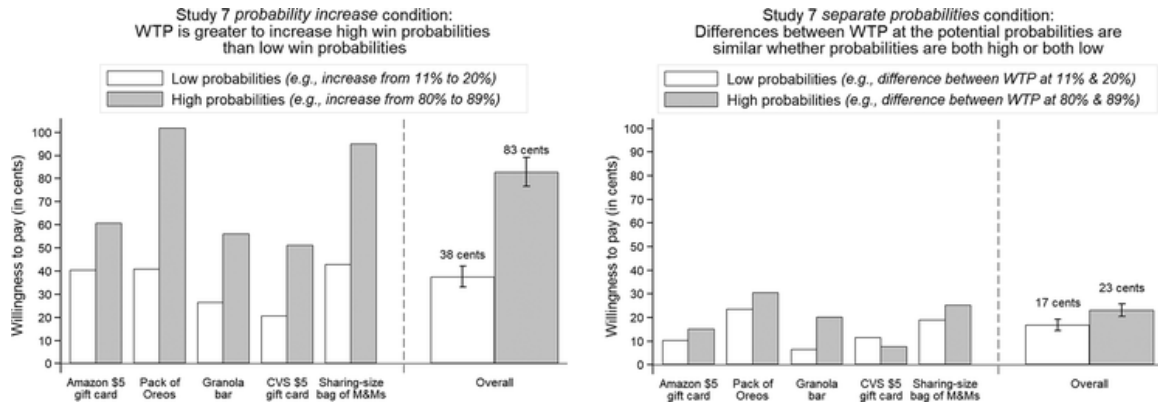 Study 7 probability increase condition:
WTP is greater to increase high win probabilities
than low win probabilities
Low probabilities (e.g., increase from 11% to 20%)
High probabilities (e.g., increase from 80% to 89%)
Willingness to pay (in cents)
100
90
80
70
60
50
40
30
20
10
0
38 cents
83 cents
Amazon $5
gift card
Pack of
Oreos
Granola
bar
CVS $5
gift card
Sharing-size
bag of M&Ms
Overall
Study 7 separate probabilities condition:
Differences between WTP at the potential probabilities are
similar whether probabilities are both high or both low
Low probabilities (e.g., difference between WTP at 11% & 20%)
High probabilities (e.g., difference between WTP at 80% & 89%)
Willingness to pay (in cents)
100
90
80
70
60
50
40
30
20
10
0
17 cents
23 cents
Amazon $5
gift card
Pack of
Oreos
Granola
bar
CVS $5
gift card
Sharing-size
bag of M&Ms
Overall